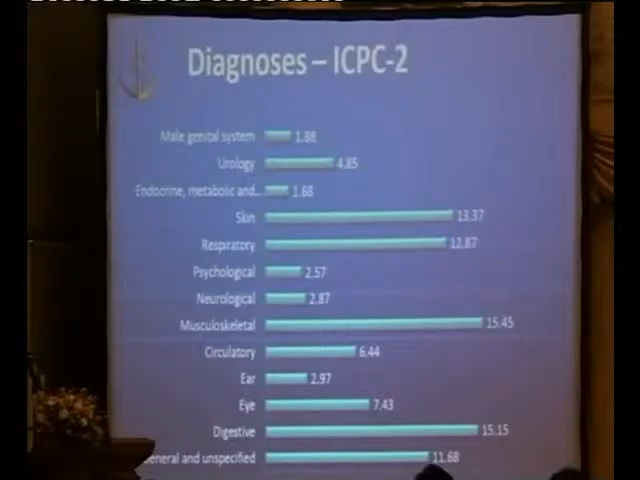 Diagnoses – ICPC-2
Male genital system 1.88
Urology 4.85
Endocrine, metabolic and... 1.68
Skin 13.37
Respiratory 12.87
Psychological 2.57
Neurological 2.87
Musculoskeletal 15.45
Circulatory 6.44
Ear 2.97
Eye 7.43
Digestive 15.15
General and unspecified 11.68